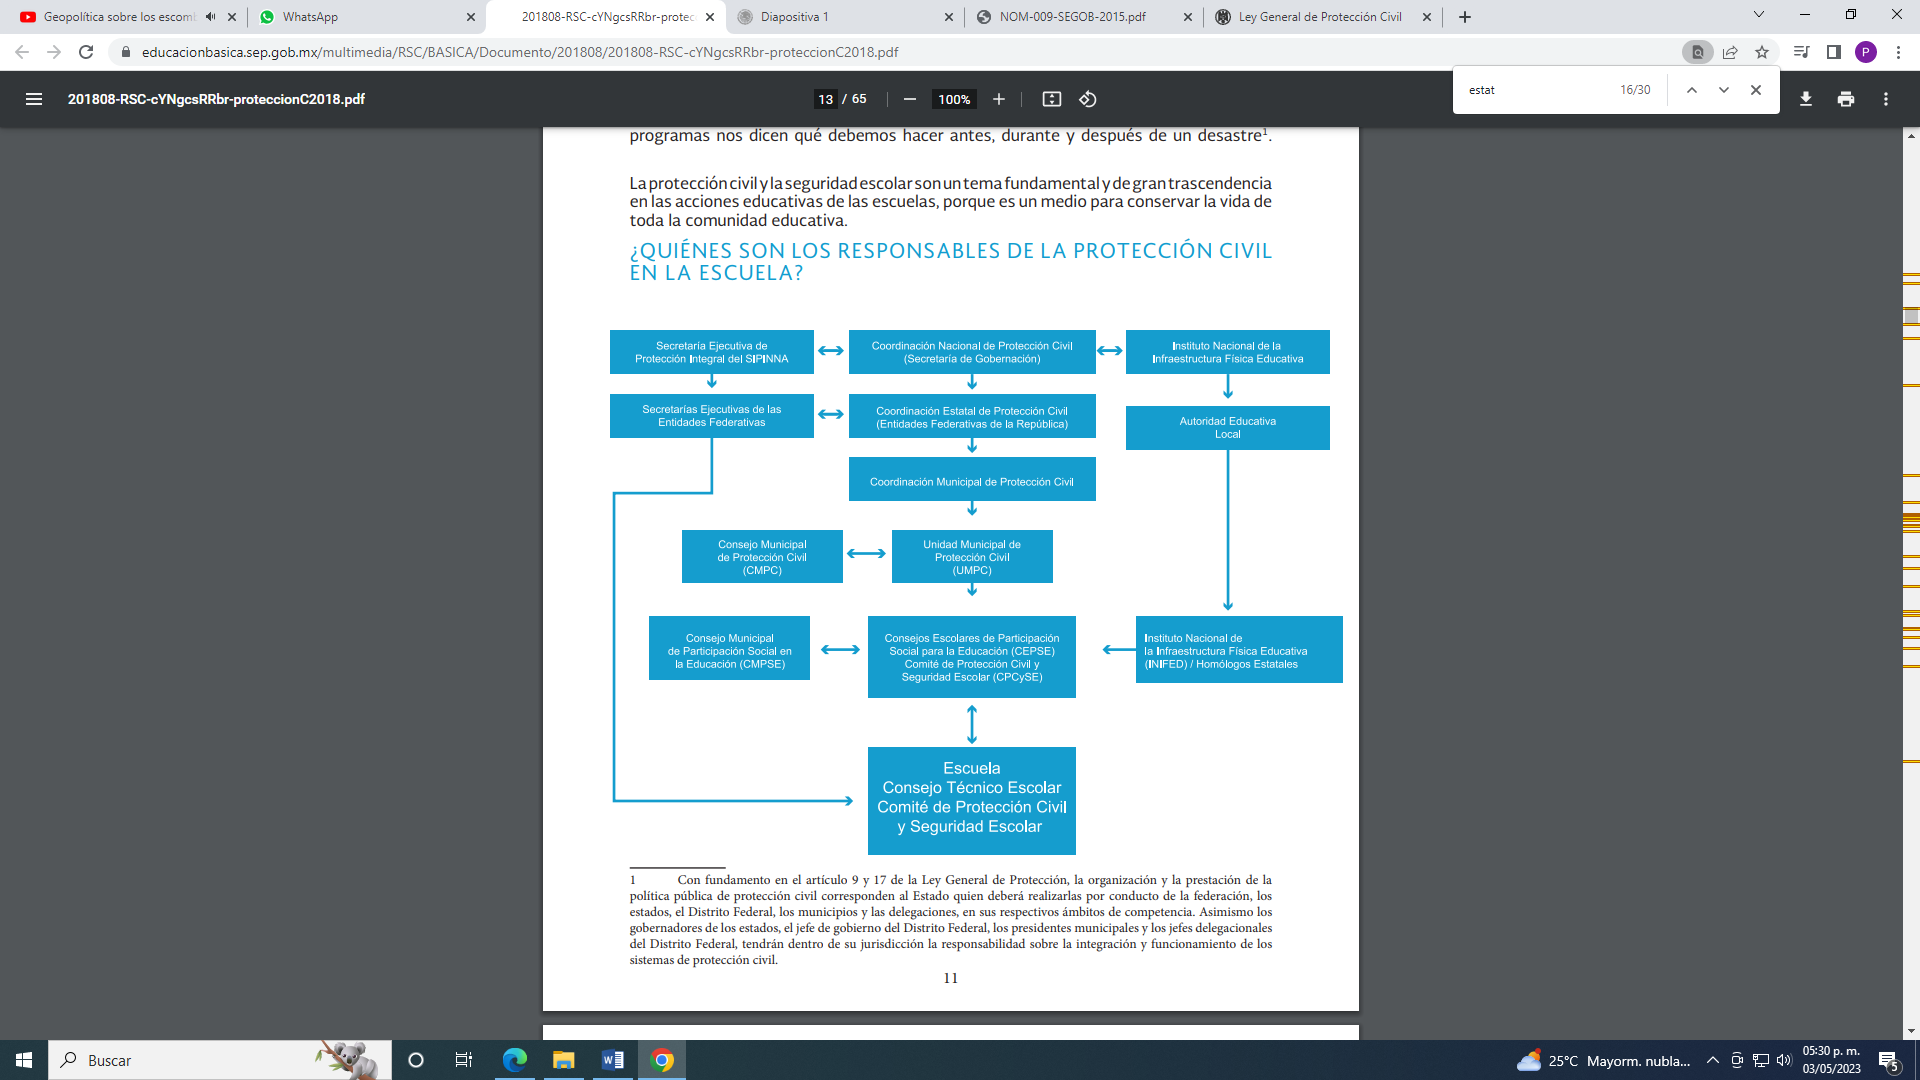 Geopolítica sobre los escomb
WhatsApp
201808-RSC-cYNgcsRRbr-protec
Diapositiva 1
NOM-009-SEGOB-2015.pdf
Ley General de Protección Civil
educacionbasica.sep.gob.mx/multimedia/RSC/BASICA/Documento/201808/201808-RSC-cYNgcsRRbr-proteccionC2018.pdf
P
201808-RSC-cYNgcsRRbr-proteccionC2018.pdf
13 / 65
100%
estat
16/30
programas nos dicen qué debemos hacer antes, durante y después de un desastre1.
La protección civil y la seguridad escolar son un tema fundamental y de gran trascendencia
en las acciones educativas de las escuelas, porque es un medio para conservar la vida de
toda la comunidad educativa.
¿QUIÉNES SON LOS RESPONSABLES DE LA PROTECCIÓN CIVIL
EN LA ESCUELA?
Secretaría Ejecutiva de
Protección Integral del SIPINNA
Coordinación Nacional de Protección Civil
(Secretaría de Gobernación)
Instituto Nacional de la
Infraestructura Física Educativa
Secretarías Ejecutivas de las
Entidades Federativas
Coordinación Estatal de Protección Civil
(Entidades Federativas de la República)
Autoridad Educativa
Local
Coordinación Municipal de Protección Civil
Consejo Municipal
de Protección Civil
(CMPC)
Unidad Municipal de
Protección Civil
(UMPC)
Consejo Municipal
de Participación Social en
la Educación (CMPSE)
Consejos Escolares de Participación
Social para la Educación (CEPSE)
Comité de Protección Civil y
Seguridad Escolar (CPCySE)
Instituto Nacional de
la Infraestructura Física Educativa
(INIFED) / Homólogos Estatales
Escuela
Consejo Técnico Escolar
Comité de Protección Civil
y Seguridad Escolar
1 Con fundamento en el artículo 9 y 17 de la Ley General de Protección, la organización y la prestación de la
política pública de protección civil corresponden al Estado quien deberá realizarlas por conducto de la federación, los
estados, el Distrito Federal, los municipios y las delegaciones, en sus respectivos ámbitos de competencia. Asimismo los
gobernadores de los estados, el jefe de gobierno del Distrito Federal, los presidentes municipales y los jefes delegacionales
del Distrito Federal, tendrán dentro de su jurisdicción la responsabilidad sobre la integración y funcionamiento de los
sistemas de protección civil.
11
Buscar
25°C Mayorm. nubla...
05:30 p. m.
03/05/2023
5